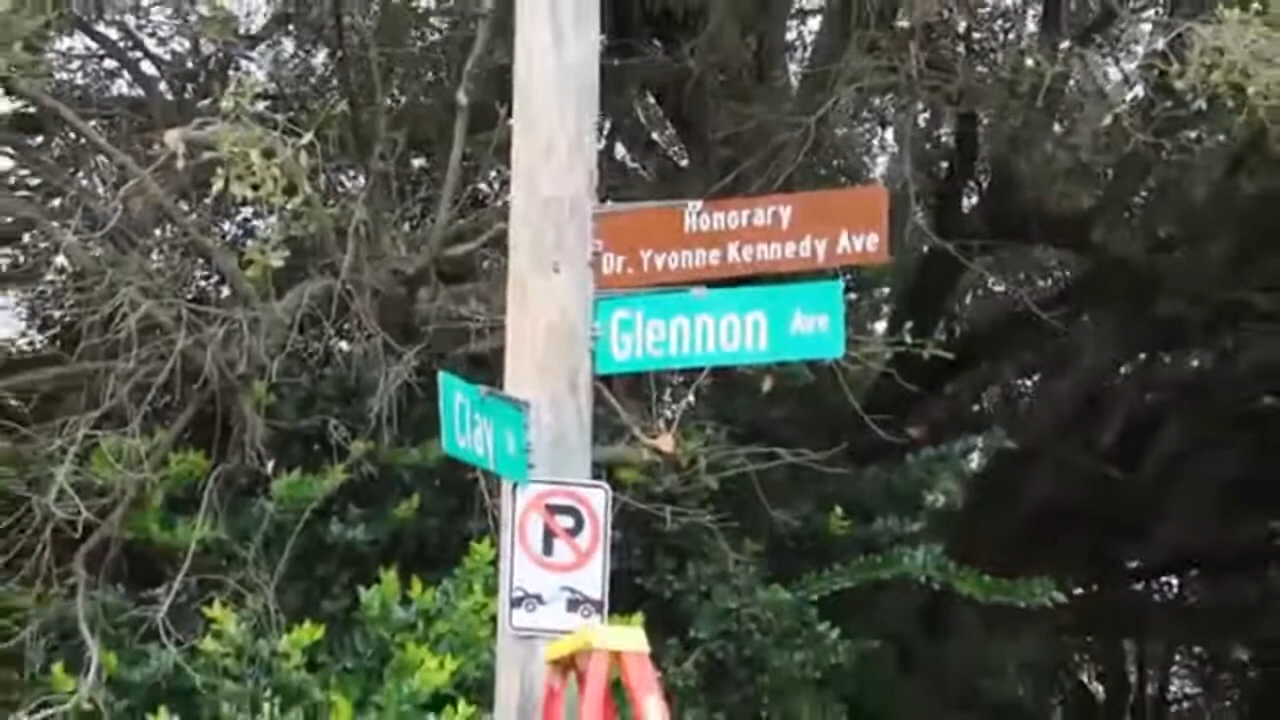 Honorary
Dr. Yvonne Kennedy Ave
Glennon Ave
Clay
P